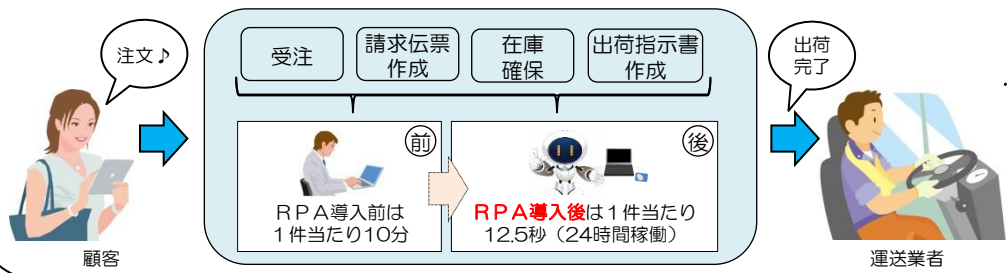 注文♪
受注
請求伝票
作成
在庫
確保
出荷指示書
作成
出荷
完了
前
ＲＰＡ導入前は
１件当たり10分
後
ＲＰＡ導入後は１件当たり
12.5秒（24時間稼働）
顧客
運送業者